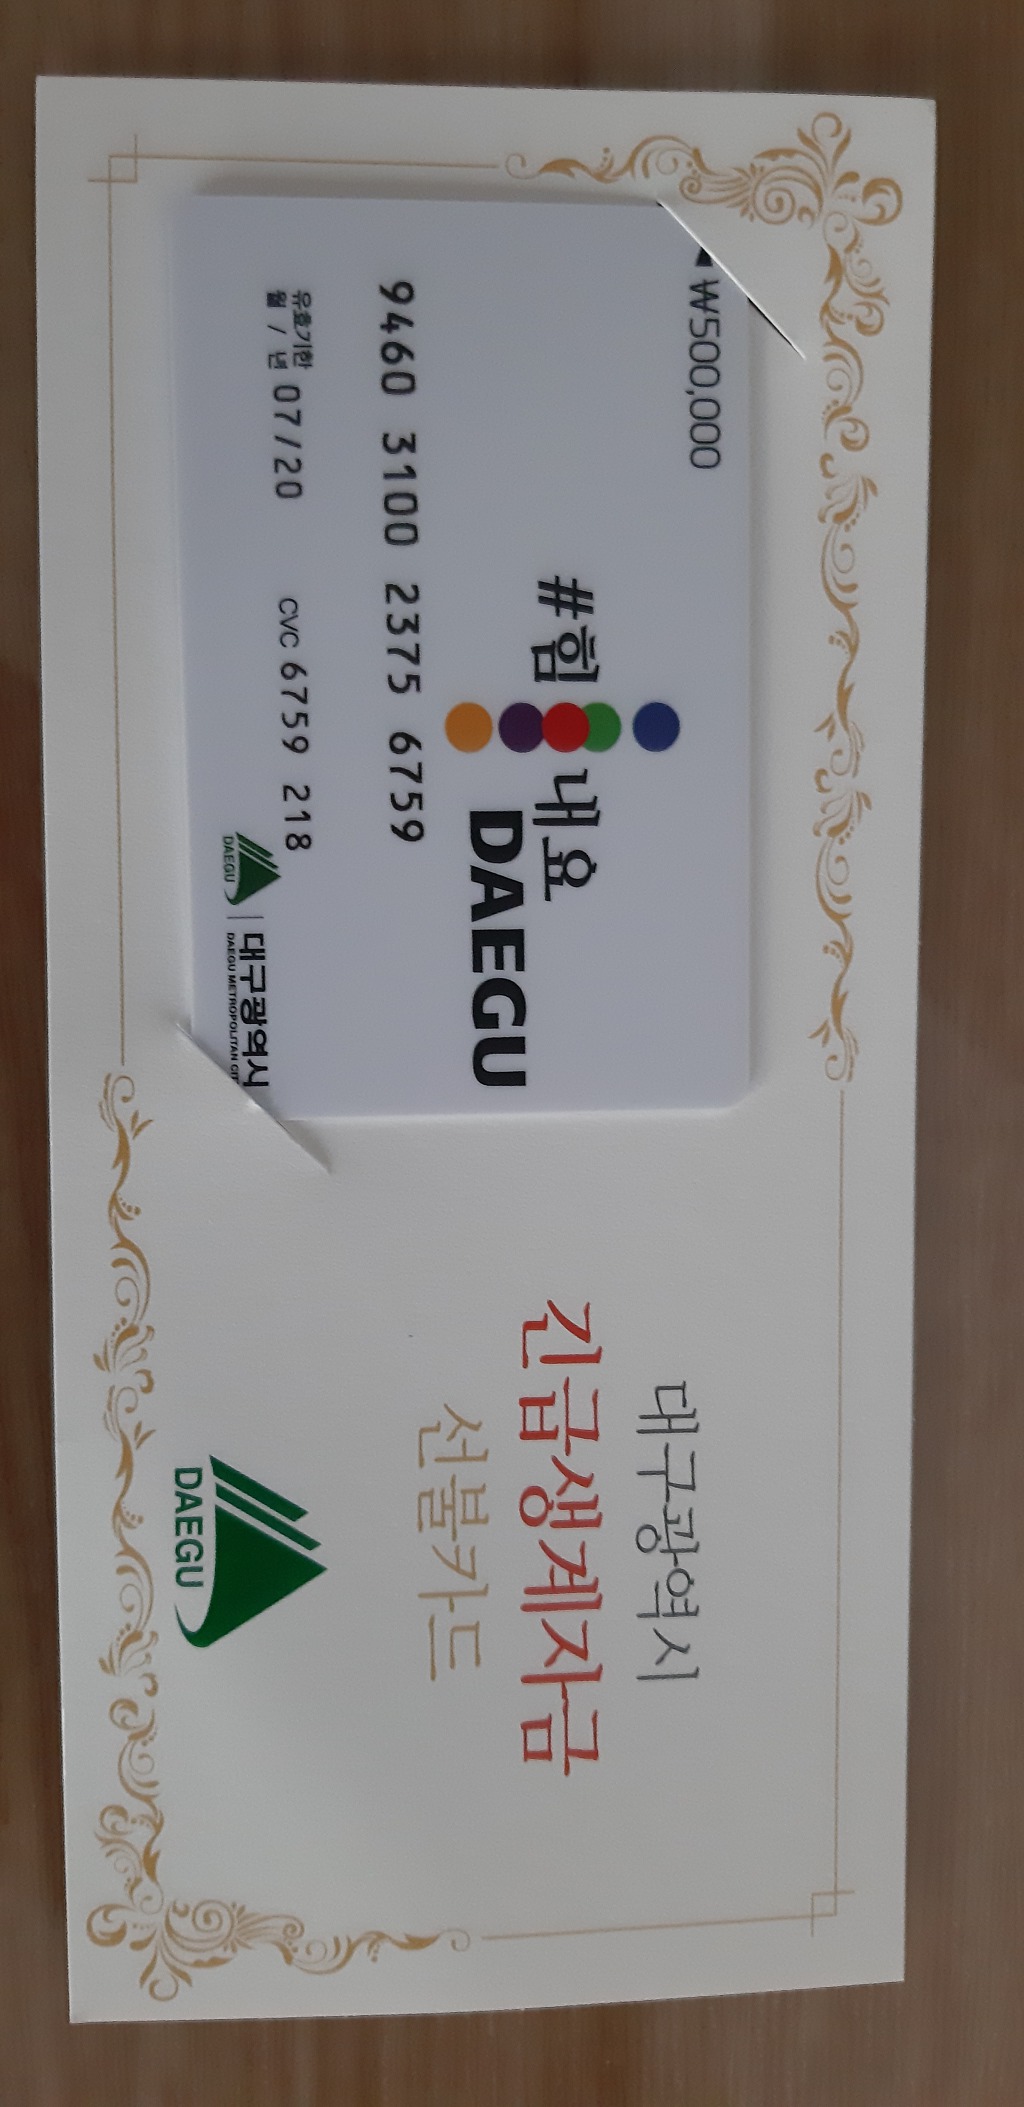 ◀ ₩500,000
#힘내요
DAEGU
9460 3100 2375 6759
유효기한
월 / 년 07/20
CVC 6759 218
DAEGU
대구광역시
DAEGU METROPOLITAN CIT
대구광역시
긴급생계자금
선불카드
DAEGU